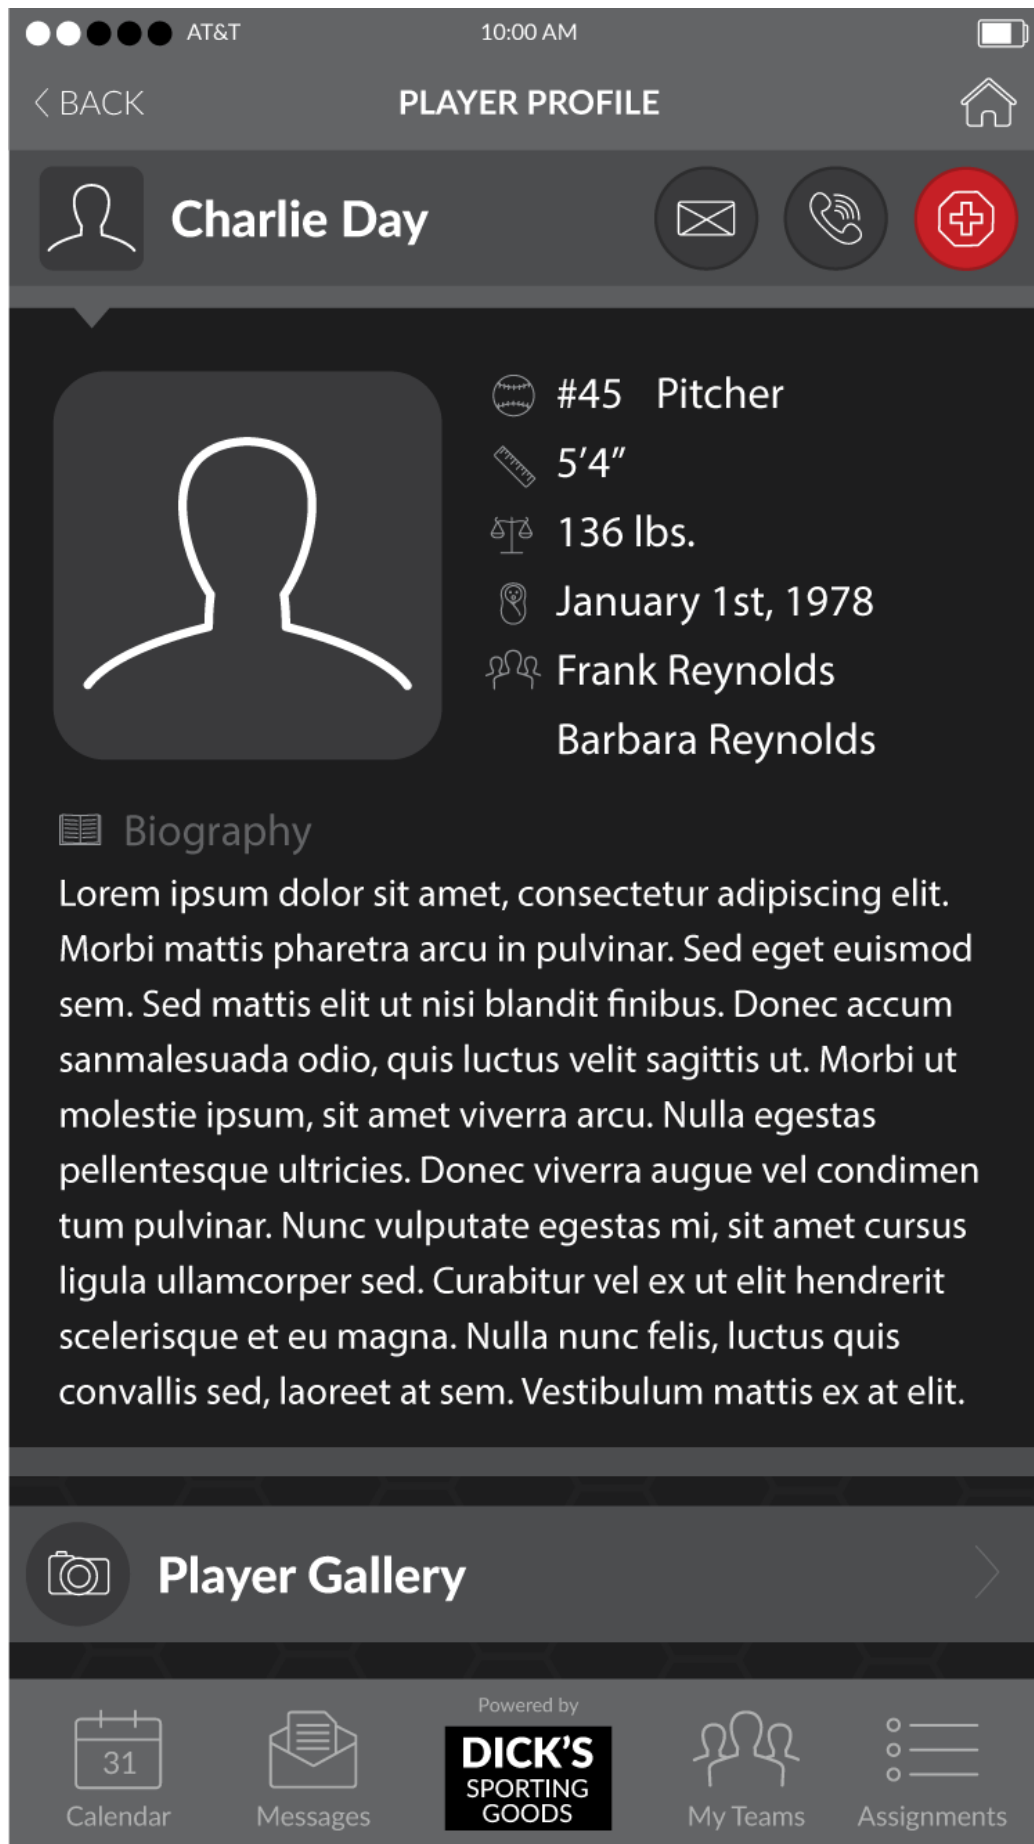 AT&T 10:00 AM
BACK PLAYER PROFILE
Charlie Day
#45 Pitcher
5’4”
136 lbs.
January 1st, 1978
Frank Reynolds
Barbara Reynolds
Biography
Lorem ipsum dolor sit amet, consectetur adipiscing elit.
Morbi mattis pharetra arcu in pulvinar. Sed eget euismod
sem. Sed mattis elit ut nisi blandit finibus. Donec accum
sanmalesuada odio, quis luctus velit sagittis ut. Morbi ut
molestie ipsum, sit amet viverra arcu. Nulla egestas
pellentesque ultricies. Donec viverra augue vel condimen
tum pulvinar. Nunc vulputate egestas mi, sit amet cursus
ligula ullamcorper sed. Curabitur vel ex ut elit hendrerit
scelerisque et eu magna. Nulla nunc felis, luctus quis
convallis sed, laoreet at sem. Vestibulum mattis ex at elit.
Player Gallery
31
Calendar
Messages
Powered by
DICK'S
SPORTING
GOODS
My Teams
Assignments